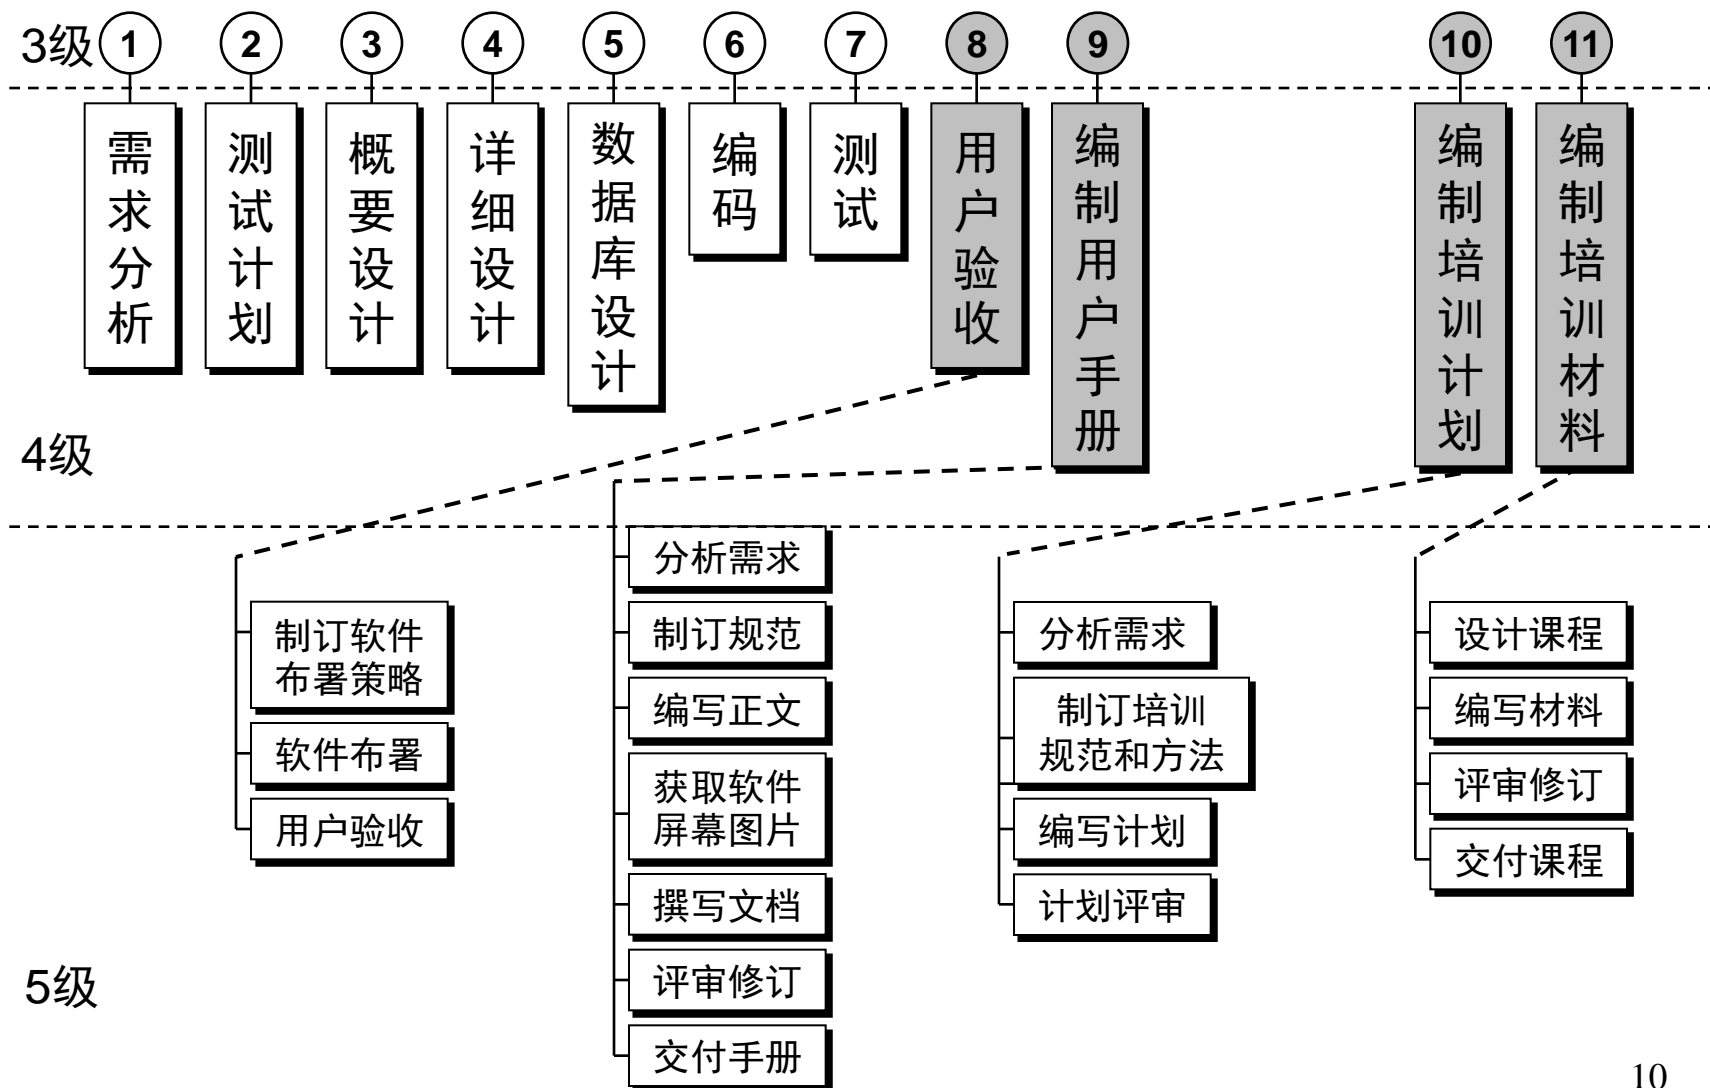 3级
1
2
3
4
5
6
7
8
9
10
11
需求分析
测试计划
概要设计
详细设计
数据库设计
编码
测试
用户验收
编制用户手册
编制培训计划
编制培训材料
4级
制订软件
布署策略
软件布署
用户验收
分析需求
制订规范
编写正文
获取软件
屏幕图片
撰写文档
评审修订
交付手册
分析需求
制订培训
规范和方法
编写计划
计划评审
设计课程
编写材料
评审修订
交付课程
5级
10